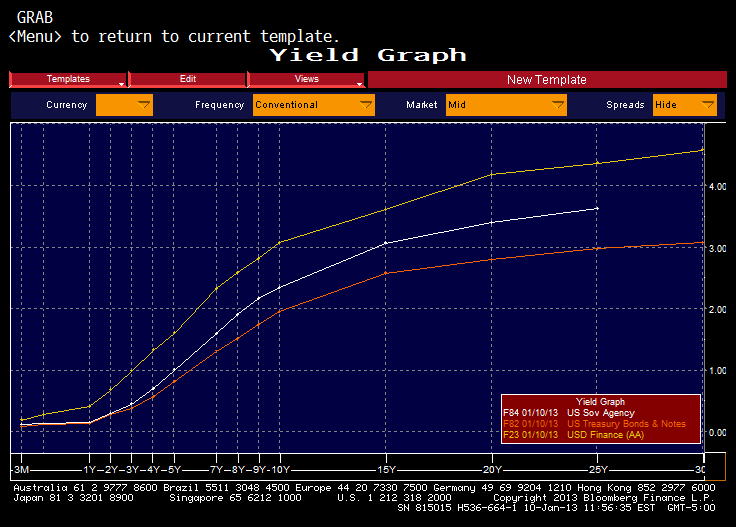 GRAB
<Menu> to return to current template.
Yield Graph
Templates Edit Views New Template
Currency Frequency Conventional Market Mid Spreads Hide
4.00
3.00
2.00
1.00
0.00
Yield Graph
F84 01/10/13 US Sov Agency
F82 01/10/13 US Treasury Bonds & Notes
F23 01/10/13 USD Finance (AA)
3M 1Y 2Y 3Y 4Y 5Y 7Y 8Y 9Y 10Y 15Y 20Y 25Y 30
Australia 61 2 9777 8600 Brazil 5511 3048 4500 Europe 44 20 7330 7500 Germany 49 69 9204 1210 Hong Kong 852 2977 6000
Japan 81 3 3201 8900 Singapore 65 6212 1000 U.S. 1 212 318 2000 Copyright 2013 Bloomberg Finance L.P.
SN 815015 H536-664-1 10-Jan-13 11:56:35 EST GMT-5:00